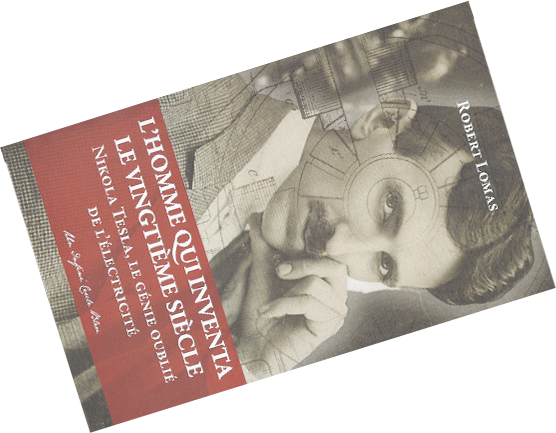 ROBERT LOMAS
L'HOMME QUI INVENTA
LE VINGTIÈME SIÈCLE
NIKOLA TESLA, LE GÉNIE OUBLIÉ
DE L'ÉLECTRICITÉ